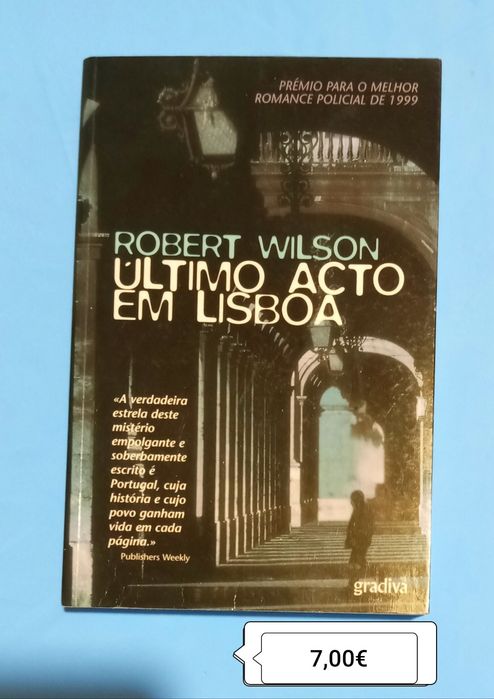 PRÉMIO PARA O MELHOR
ROMANCE POLICIAL DE 1999
ROBERT WILSON
ÚLTIMO ACTO
EM LISBOA
«A verdadeira
estrela deste
mistério
empolgante e
soberbamente
escrito é
Portugal, cuja
história e cujo
povo ganham
vida em cada
página.»
Publishers Weekly
gradiva
7,00€